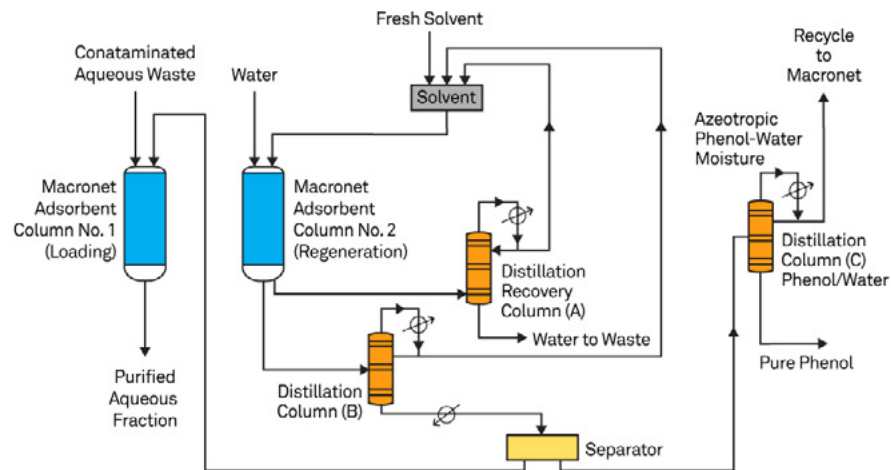 Fresh Solvent
Conataminated
Aqueous Waste
Water
Solvent
Recycle
to
Macronet
Azeotropic
Phenol-Water
Moisture
Macronet
Adsorbent
Column No. 1
(Loading)
Macronet
Adsorbent
Column No. 2
(Regeneration)
Distillation
Recovery
Column (A)
Distillation
Column (C)
Phenol/Water
Water to Waste
Pure Phenol
Purified
Aqueous
Fraction
Distillation
Column (B)
Separator